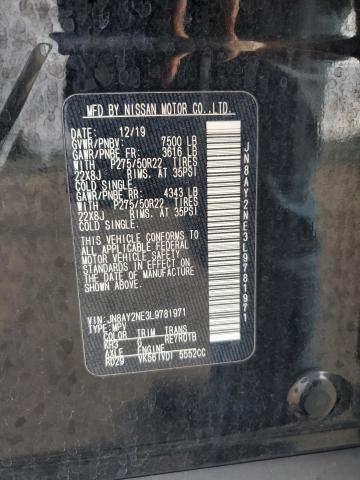 MFD BY NISSAN MOTOR CO.,LTD.
DATE: 12/19
GVWR/PNBV: 7500 LB
GAWR/PNBE FR: 3616 LB
WITH P275/50R22 TIRES
22X8J RIMS, AT 35PSI
COLD SINGLE.
GAWR/PNBE RR: 4343 LB
WITH P275/50R22 TIRES
22X8J RIMS, AT 35PSI
COLD SINGLE.
THIS VEHICLE CONFORMS
TO ALL APPLICABLE FEDERAL
MOTOR VEHICLE SAFETY
STANDARDS IN EFFECT
ON THE DATE OF
MANUFACTURE SHOWN
ABOVE.
VIN: JN8AY2NE3L9781971
TYPE: MPV
COLOR TRIM TRANS
KH3 G RE7R01B
AXLE ENGINE
R029 VK56(VD) 5552CC
JN8AY2NE3L9781971